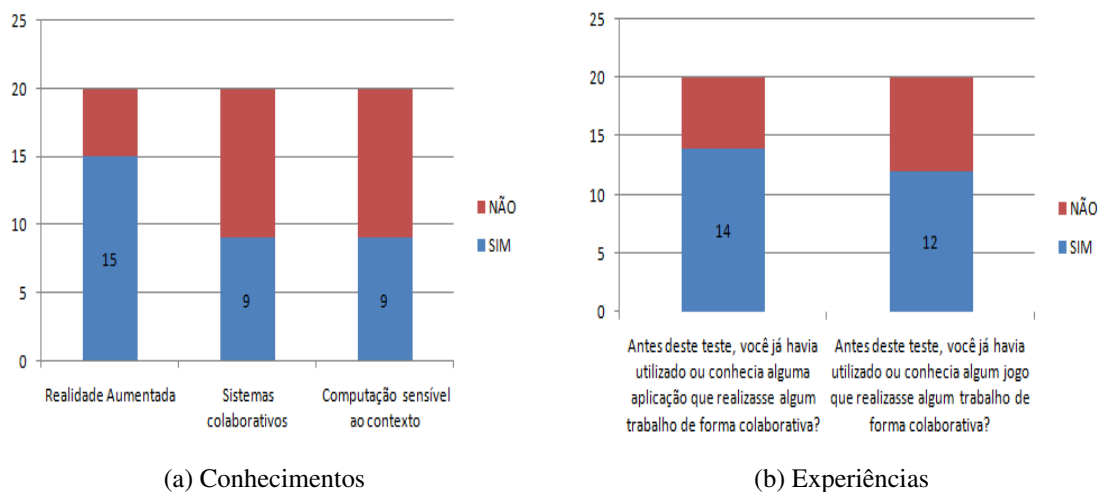 25
20
15
10
5
0
15
9
9
Realidade Aumentada
Sistemas
colaborativos
Computação sensível
ao contexto
NÃO
SIM
(a) Conhecimentos
25
20
15
10
5
0
14
12
Antes deste teste, você já havia
utilizado ou conhecia alguma
aplicação que realizasse algum
trabalho de forma colaborativa?
Antes deste teste, você já havia
utilizado ou conhecia algum jogo
que realizasse algum trabalho de
forma colaborativa?
NÃO
SIM
(b) Experiências